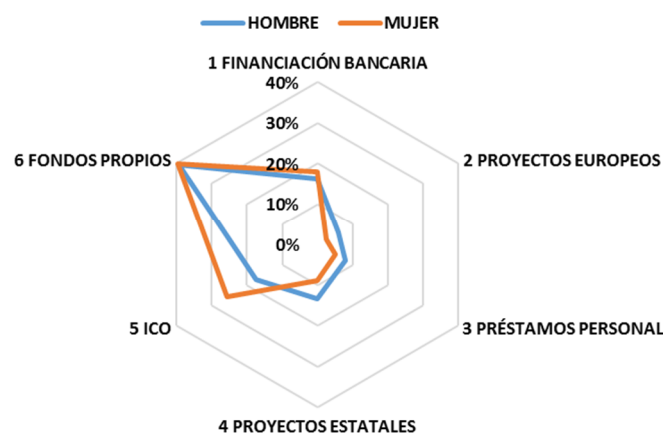 HOMBRE MUJER
1 FINANCIACIÓN BANCARIA
40%
30%
6 FONDOS PROPIOS 20% 2 PROYECTOS EUROPEOS
10%
0%
5 ICO 3 PRÉSTAMOS PERSONAL
4 PROYECTOS ESTATALES